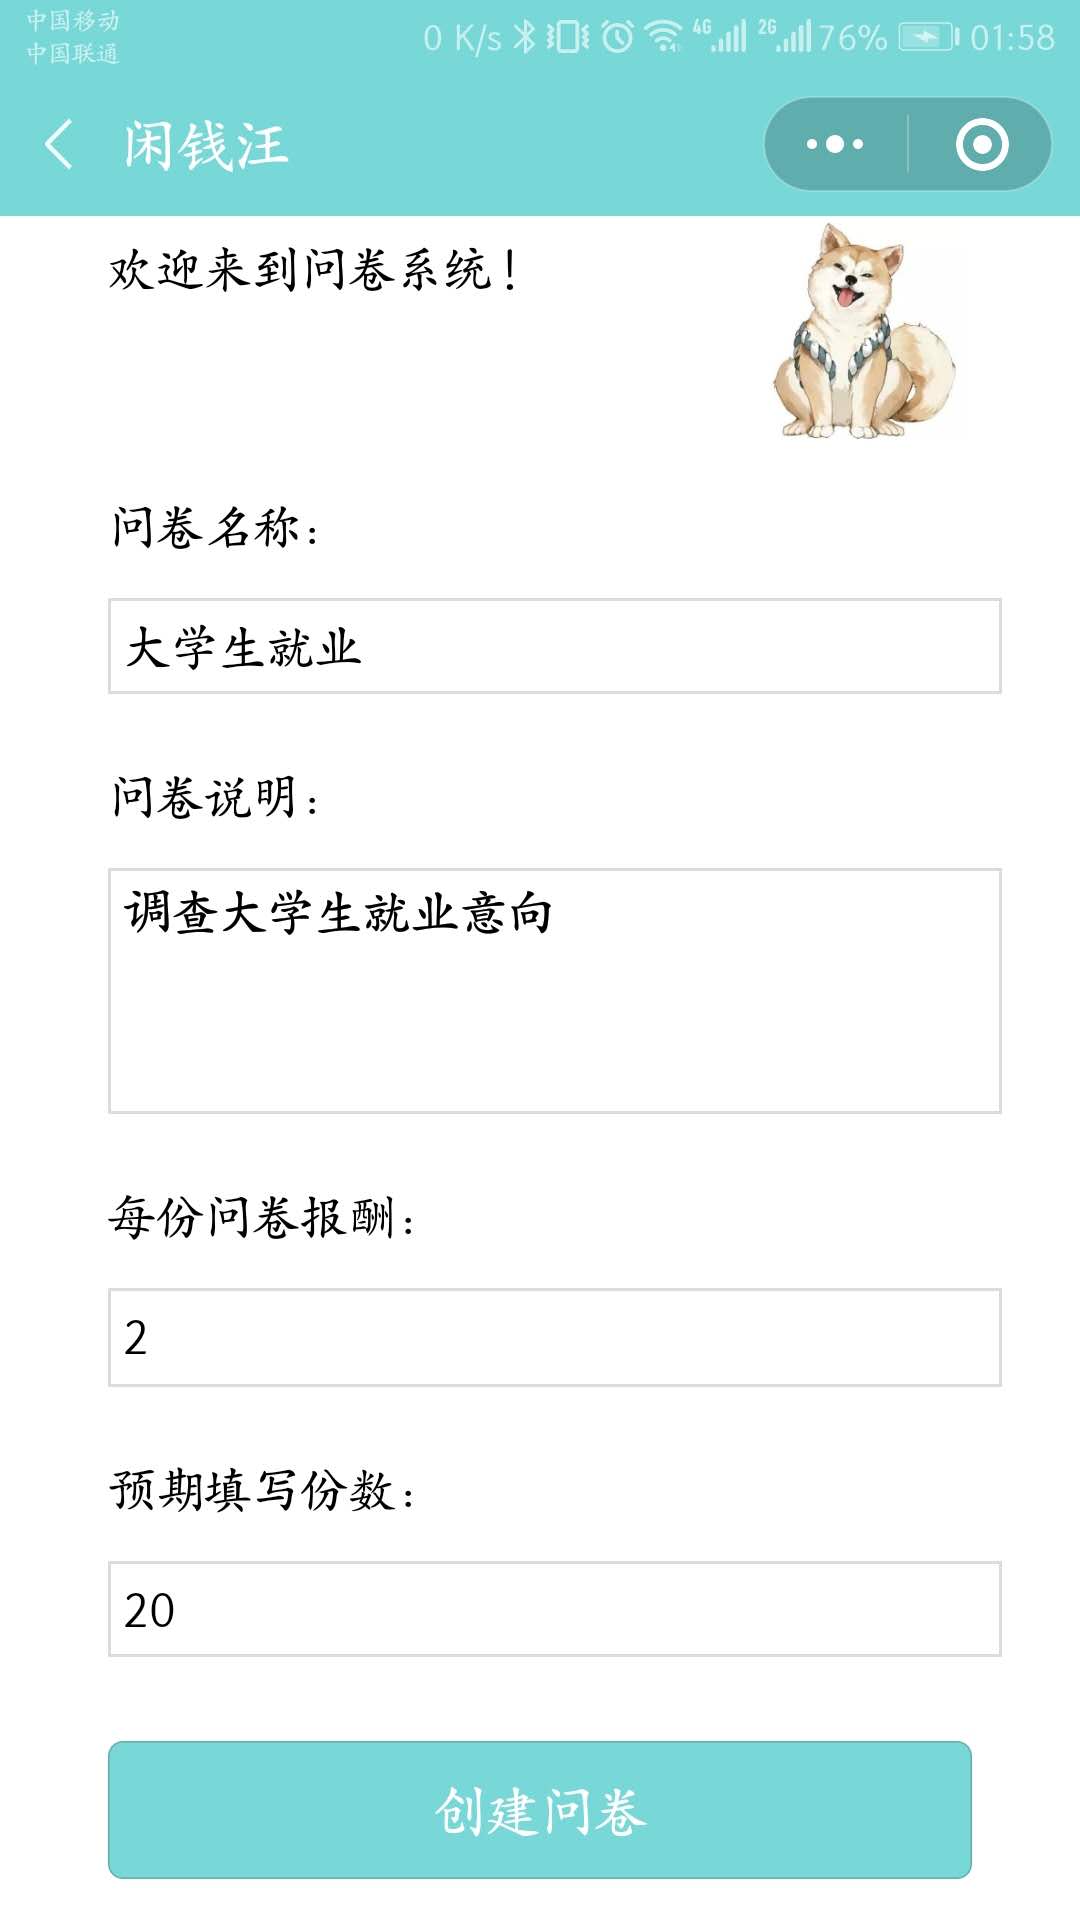 中国移动
中国联通
0 K/s 4G 2G 76% 01:58
闲钱汪
欢迎来到问卷系统！
问卷名称：
大学生就业
问卷说明：
调查大学生就业意向
每份问卷报酬：
2
预期填写份数：
20
创建问卷